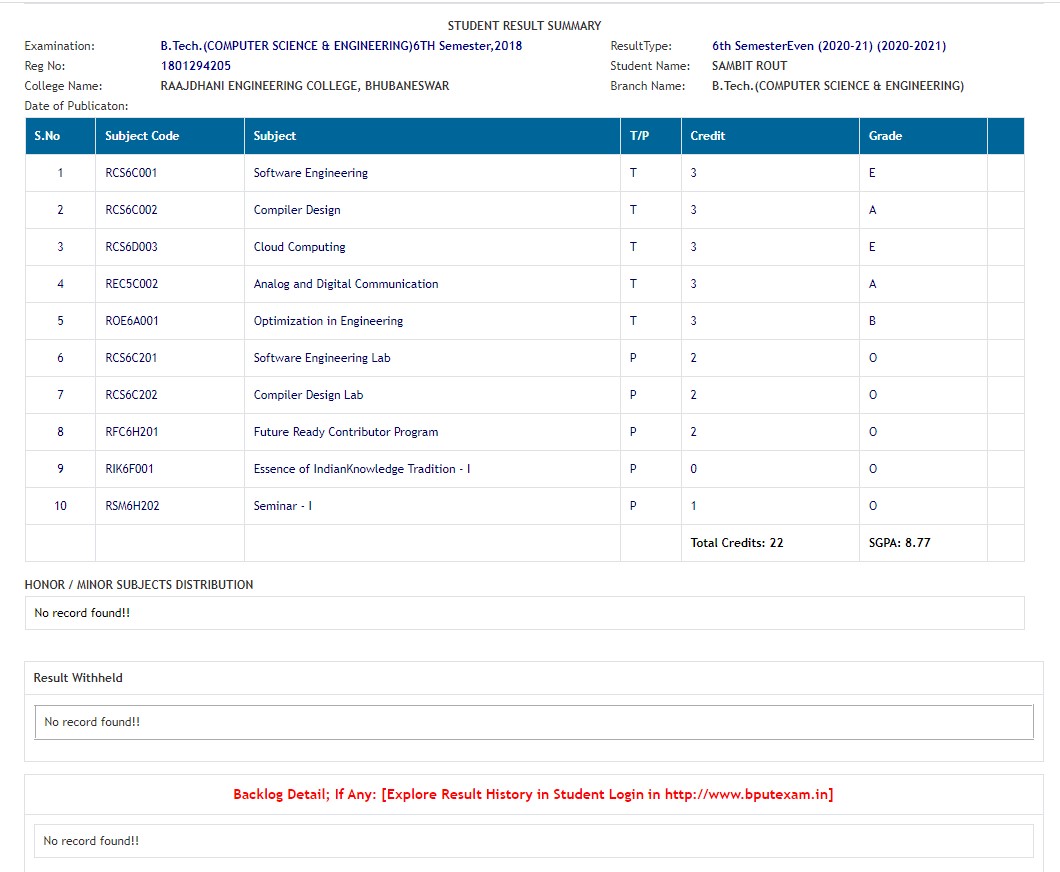 STUDENT RESULT SUMMARY
Examination: B.Tech.(COMPUTER SCIENCE & ENGINEERING)6TH Semester,2018 ResultType: 6th SemesterEven (2020-21) (2020-2021)
Reg No: 1801294205 Student Name: SAMBIT ROUT
College Name: RAAJDHANI ENGINEERING COLLEGE, BHUBANESWAR Branch Name: B.Tech.(COMPUTER SCIENCE & ENGINEERING)
Date of Publicaton:
S.No Subject Code Subject T/P Credit Grade
1 RCS6C001 Software Engineering T 3 E
2 RCS6C002 Compiler Design T 3 A
3 RCS6D003 Cloud Computing T 3 E
4 REC5C002 Analog and Digital Communication T 3 A
5 ROE6A001 Optimization in Engineering T 3 B
6 RCS6C201 Software Engineering Lab P 2 O
7 RCS6C202 Compiler Design Lab P 2 O
8 RFC6H201 Future Ready Contributor Program P 2 O
9 RIK6F001 Essence of IndianKnowledge Tradition - I P 0 O
10 RSM6H202 Seminar - I P 1 O
Total Credits: 22 SGPA: 8.77
HONOR / MINOR SUBJECTS DISTRIBUTION
No record found!!
Result Withheld
No record found!!
Backlog Detail; If Any: [Explore Result History in Student Login in http://www.bputexam.in]
No record found!!